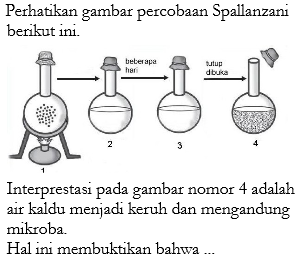 Perhatikan gambar percobaan Spallanzani
berikut ini.
beberapa
hari
tutup
dibuka
1
2
3
4
Interprestasi pada gambar nomor 4 adalah
air kaldu menjadi keruh dan mengandung
mikroba.
Hal ini membuktikan bahwa ...